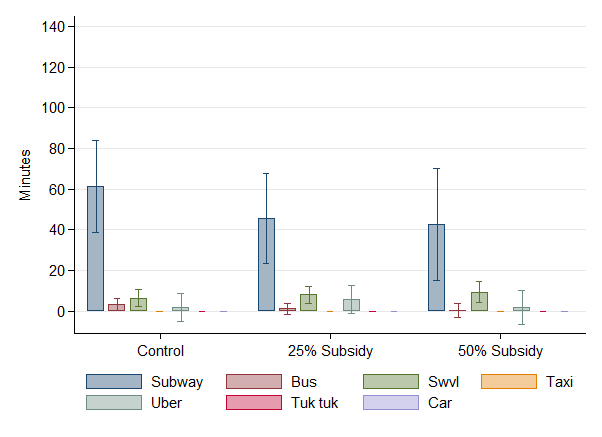 140
120
100
80
60
40
20
0
Minutes
Control 25% Subsidy 50% Subsidy
Subway Bus Swvl Taxi
Uber Tuk tuk Car